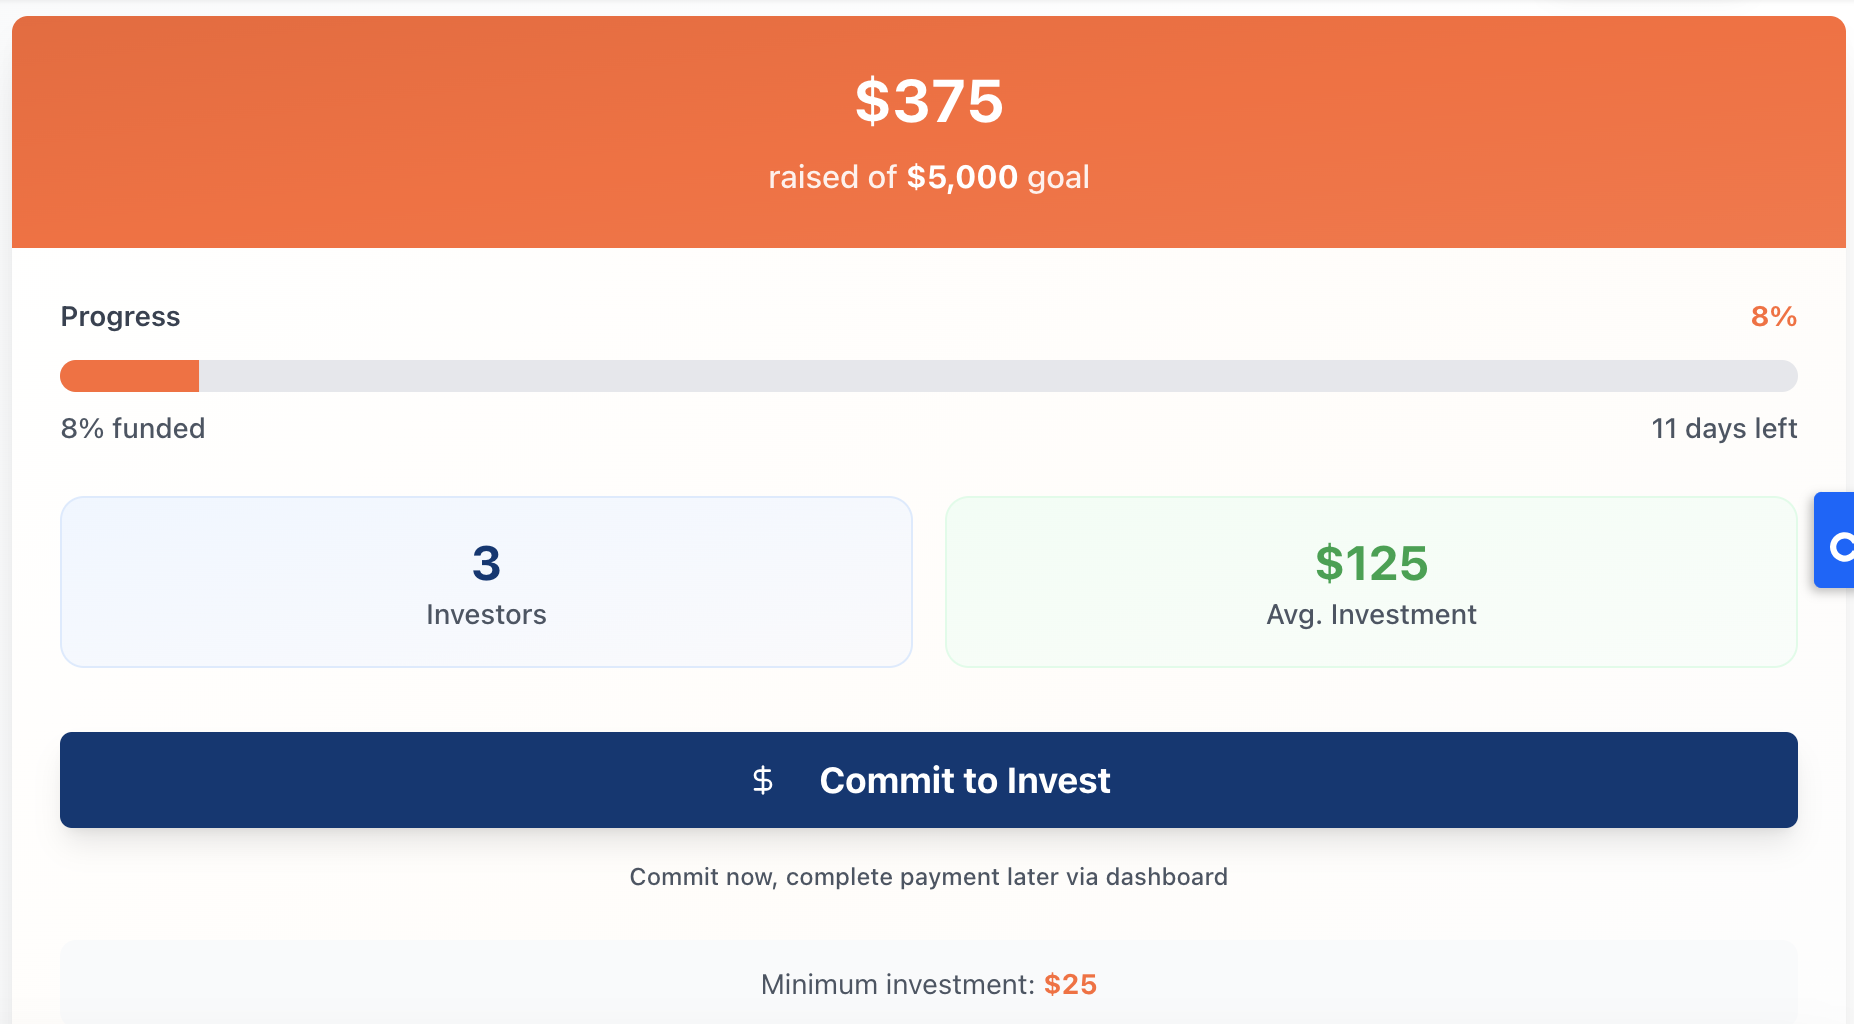 $375
raised of $5,000 goal
Progress
8%
8% funded
11 days left
3
Investors
$125
Avg. Investment
$ Commit to Invest
Commit now, complete payment later via dashboard
Minimum investment: $25